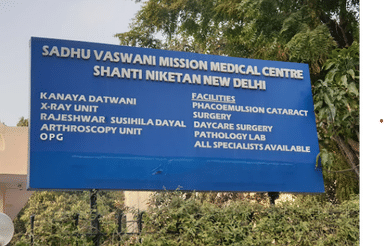 SADHU VASWANI MISSION MEDICAL CENTRE
SHANTI NIKETAN NEW DELHI
KANAYA DATWANI
X-RAY UNIT
RAJESHWAR SUSIHILA DAYAL
ARTHROSCOPY UNIT
OPG
FACILITIES
PHACOEMULSION CATARACT
SURGERY
DAYCARE SURGERY
PATHOLOGY LAB
ALL SPECIALISTS AVAILABLE